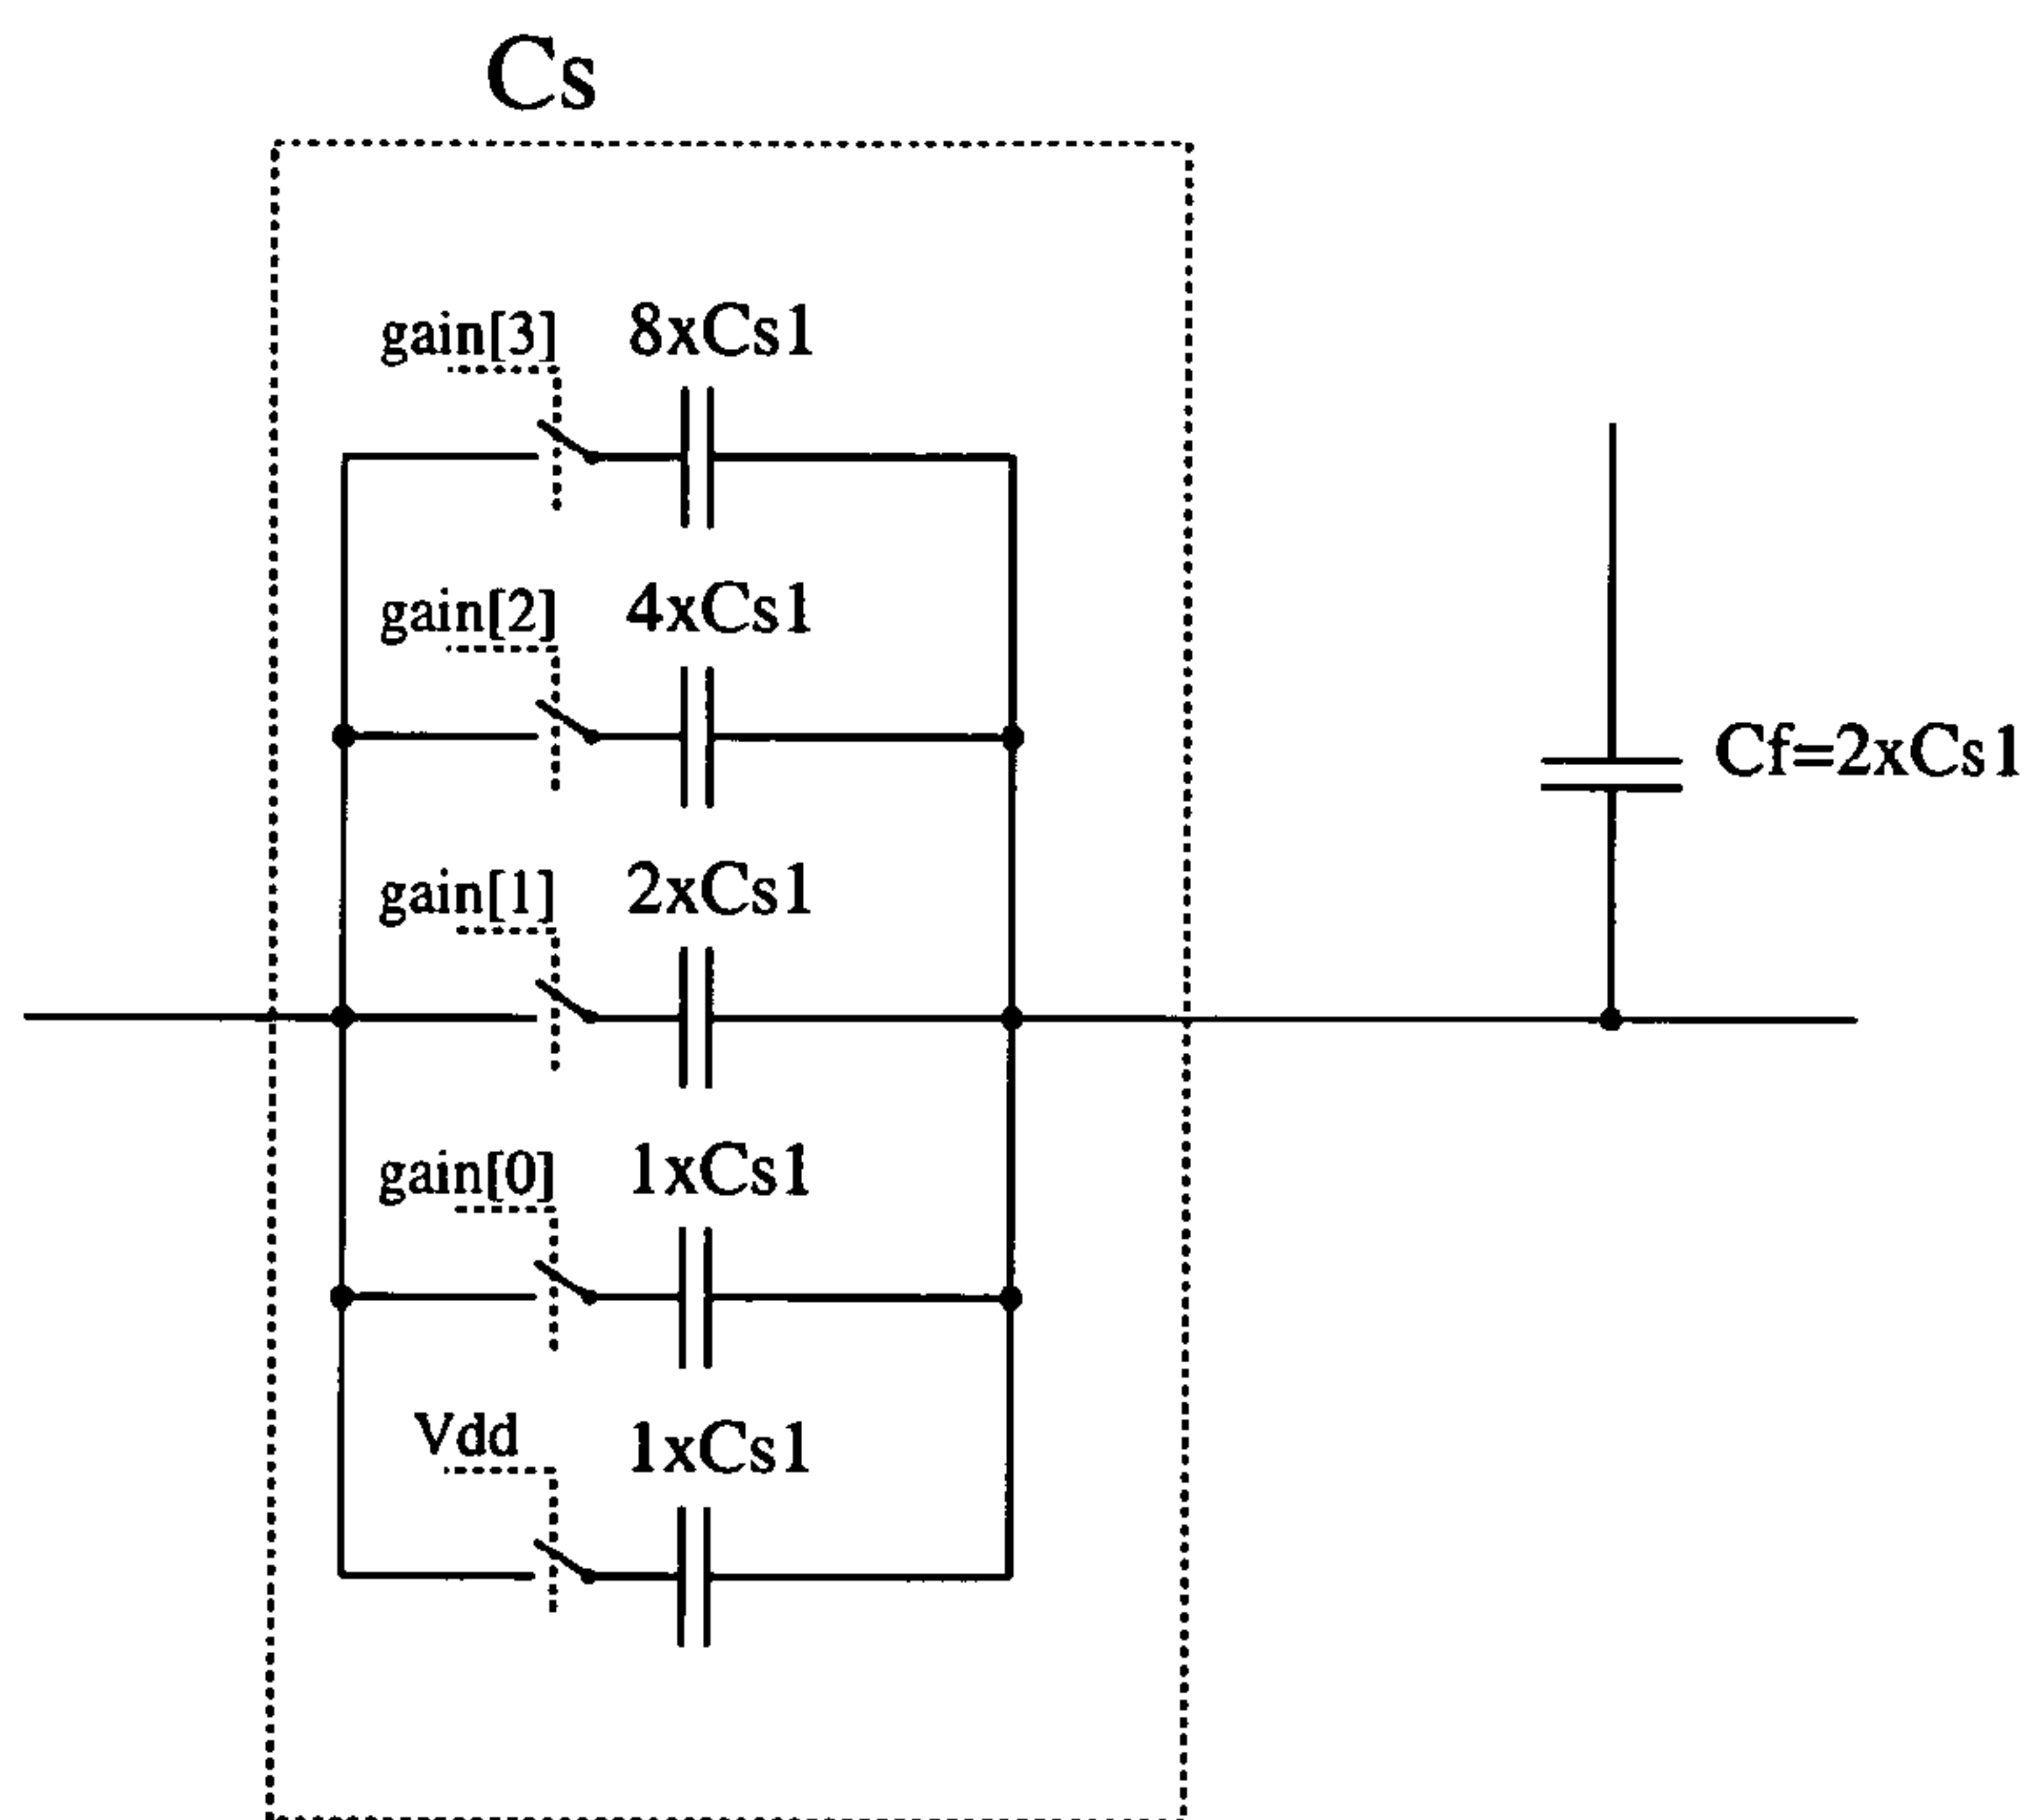 Cs
gain[3] 8xCs1
gain[2] 4xCs1
Cf=2xCs1
gain[1] 2xCs1
gain[0] 1xCs1
Vdd 1xCs1